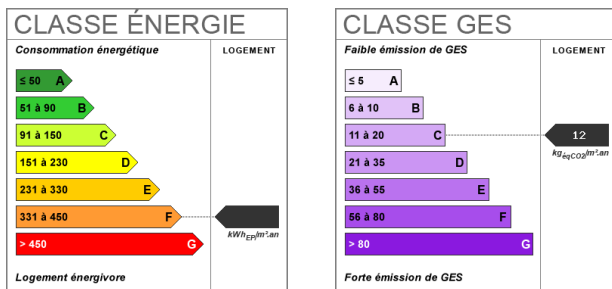 CLASSE ÉNERGIE
Consommation énergétique
LOGEMENT
≤ 50 A
51 à 90 B
91 à 150 C
151 à 230 D
231 à 330 E
331 à 450 F
kWhEP/m².an
> 450 G
Logement énergivore
CLASSE GES
Faible émission de GES
LOGEMENT
≤ 5 A
6 à 10 B
11 à 20 C
12
kgéqCO2/m².an
21 à 35 D
36 à 55 E
56 à 80 F
> 80 G
Forte émission de GES